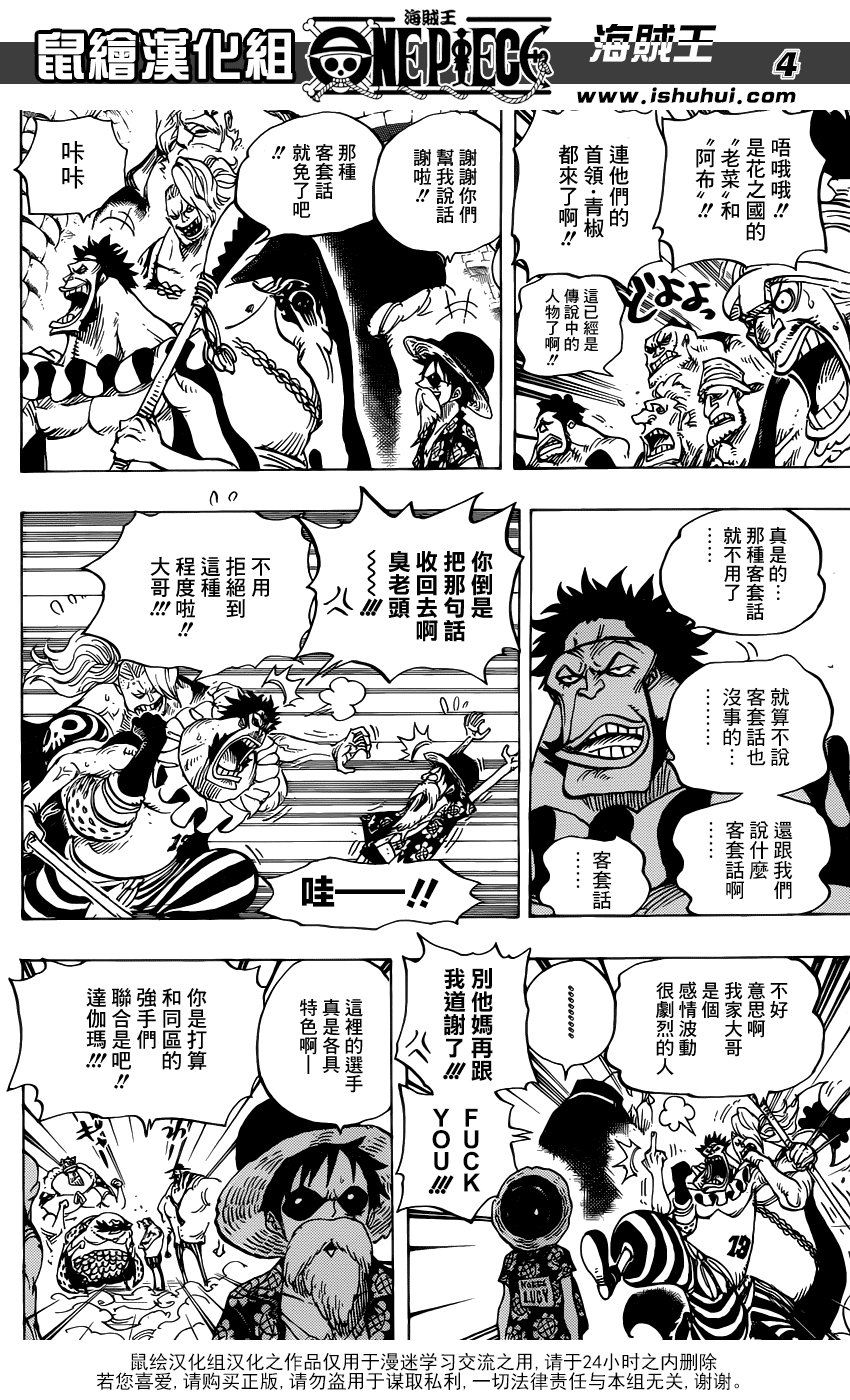 鼠繪漢化組
海賊王
ONE PIECE
海賊王
4
www.ishuhui.com
唔哦哦!!
是花之國的
“老菜”和
“阿布”!!
連他們的
首領·青椒
都來了啊!!
這已經是
傳說中的
人物了啊!!
どよよっ
謝謝你們
幫我說話
謝啦!!
那種
客套話
就免了吧
!!
咔
咔
真是的…
那種客套話
就不用了
……
就算不說
客套話也
沒事的…
………
還跟我們
說什麼
客套話啊
……
客套話
……
你倒是
把那句話
收回去啊
臭老頭
~~~!!!
不用
拒絕到
這種
程度啦!!
大哥!!!
哇——!!
不好
意思啊
我家大哥
是個
感情波動
很劇烈的人
…………
別他媽再跟
我道謝了!!!
FUCK
YOU!!!
19
LUCY
這裡的選手
真是各具
特色啊—
你是打算
和同區的
強手們
聯合是吧!!
達伽瑪!!!
鼠绘汉化组汉化之作品仅用于漫迷学习交流之用, 请于24小时之内删除
若您喜爱, 请购买正版, 请勿盗用于谋取私利, 一切法律责任与本组无关, 谢谢。